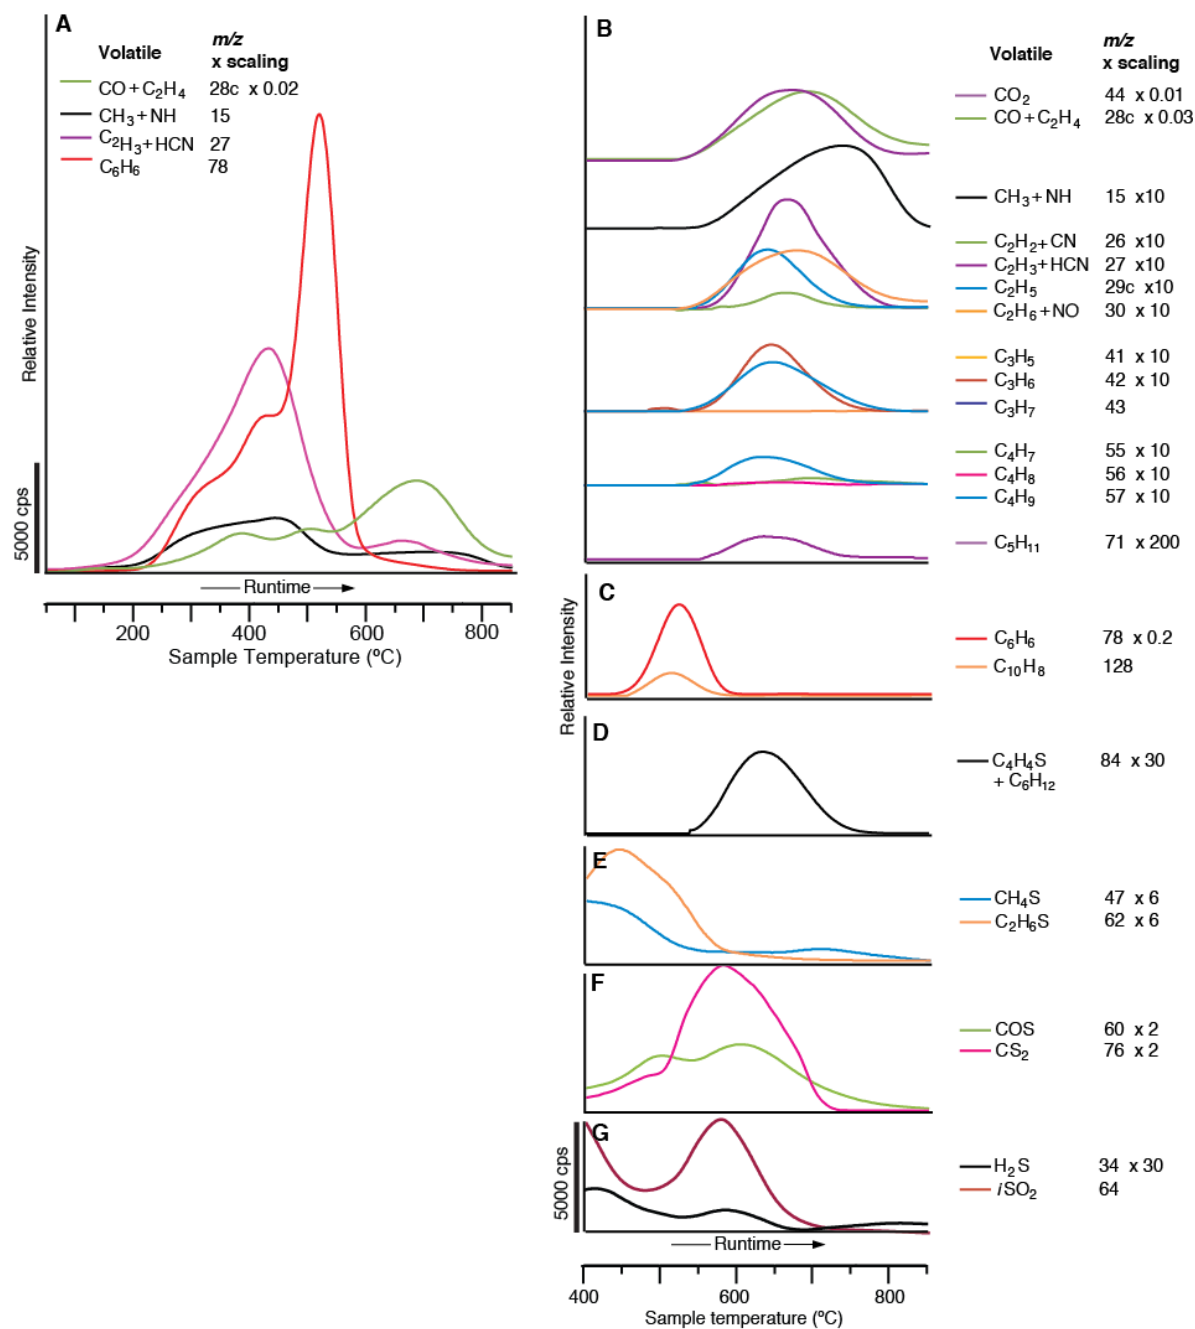 A
Volatile
m/z
x scaling
CO + C2H4 28c x 0.02
CH3 + NH 15
C2H3 + HCN 27
C6H6 78
Relative Intensity
5000 cps
Runtime
200 400 600 800
Sample Temperature (ºC)
B
Volatile
m/z
x scaling
CO2 44 x 0.01
CO + C2H4 28c x 0.03
CH3 + NH 15 x10
C2H2 + CN 26 x10
C2H3 + HCN 27 x10
C2H5 29c x10
C2H6 + NO 30 x 10
C3H5 41 x 10
C3H6 42 x 10
C3H7 43
C4H7 55 x 10
C4H8 56 x 10
C4H9 57 x 10
C5H11 71 x 200
Relative Intensity
C
C6H6 78 x 0.2
C10H8 128
D
C4H4S 84 x 30
+ C6H12
E
CH4S 47 x 6
C2H6S 62 x 6
F
COS 60 x 2
CS2 76 x 2
G
H2S 34 x 30
iSO2 64
5000 cps
Runtime
400 600 800
Sample temperature (ºC)